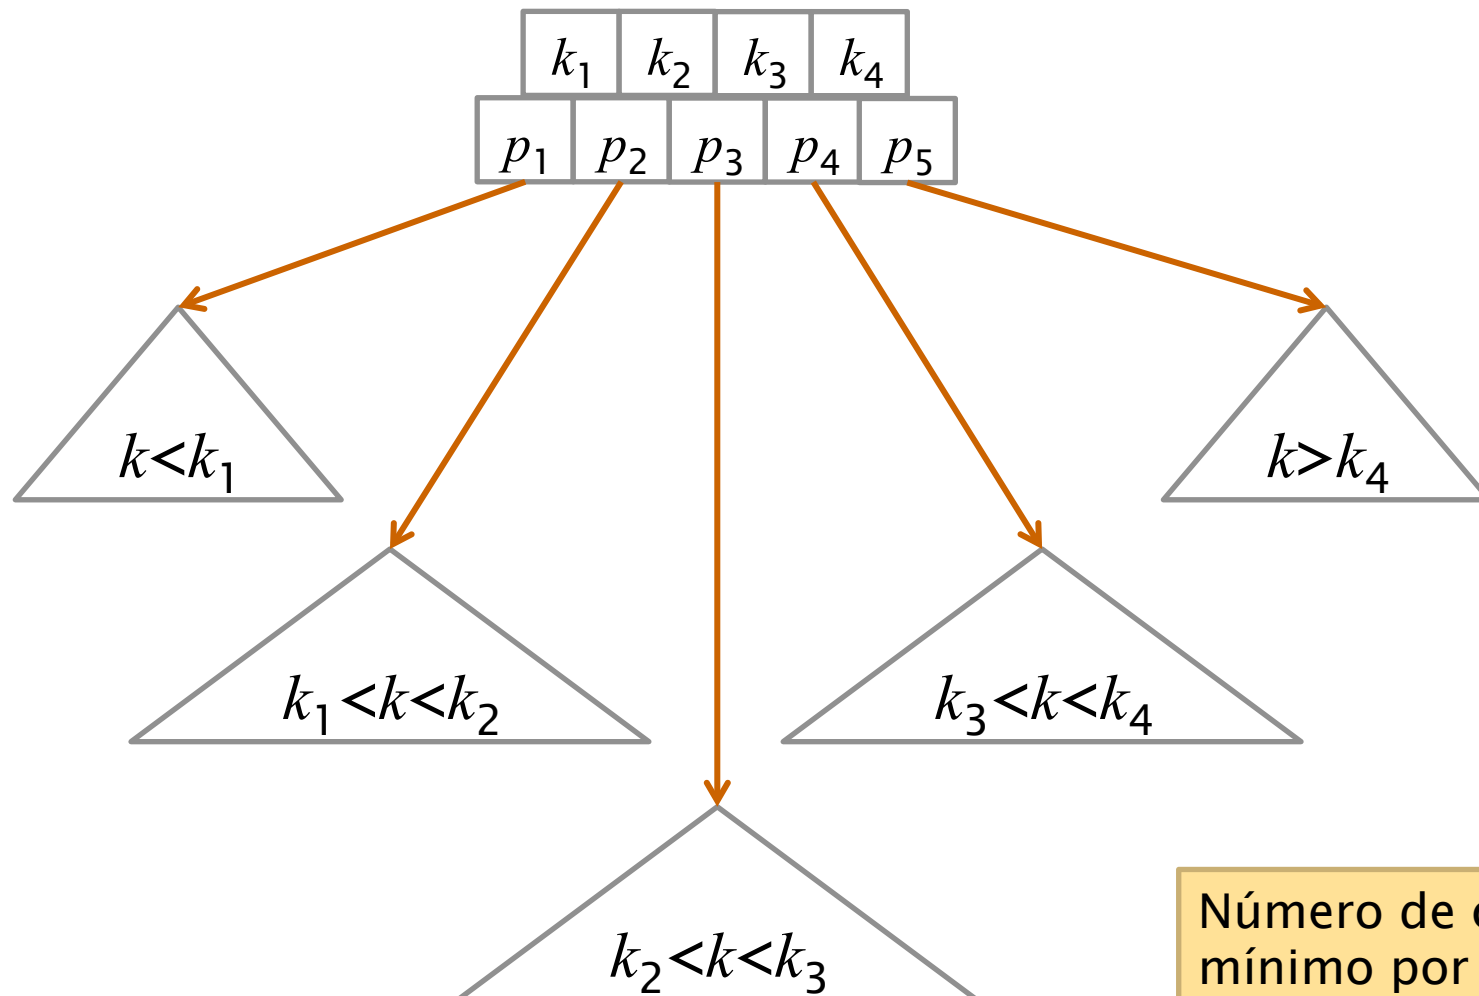 k₁ k₂ k₃ k₄
p₁ p₂ p₃ p₄ p₅
k<k₁
k>k₄
k₁<k<k₂
k₃<k<k₄
k₂<k<k₃
Número de
mínimo por